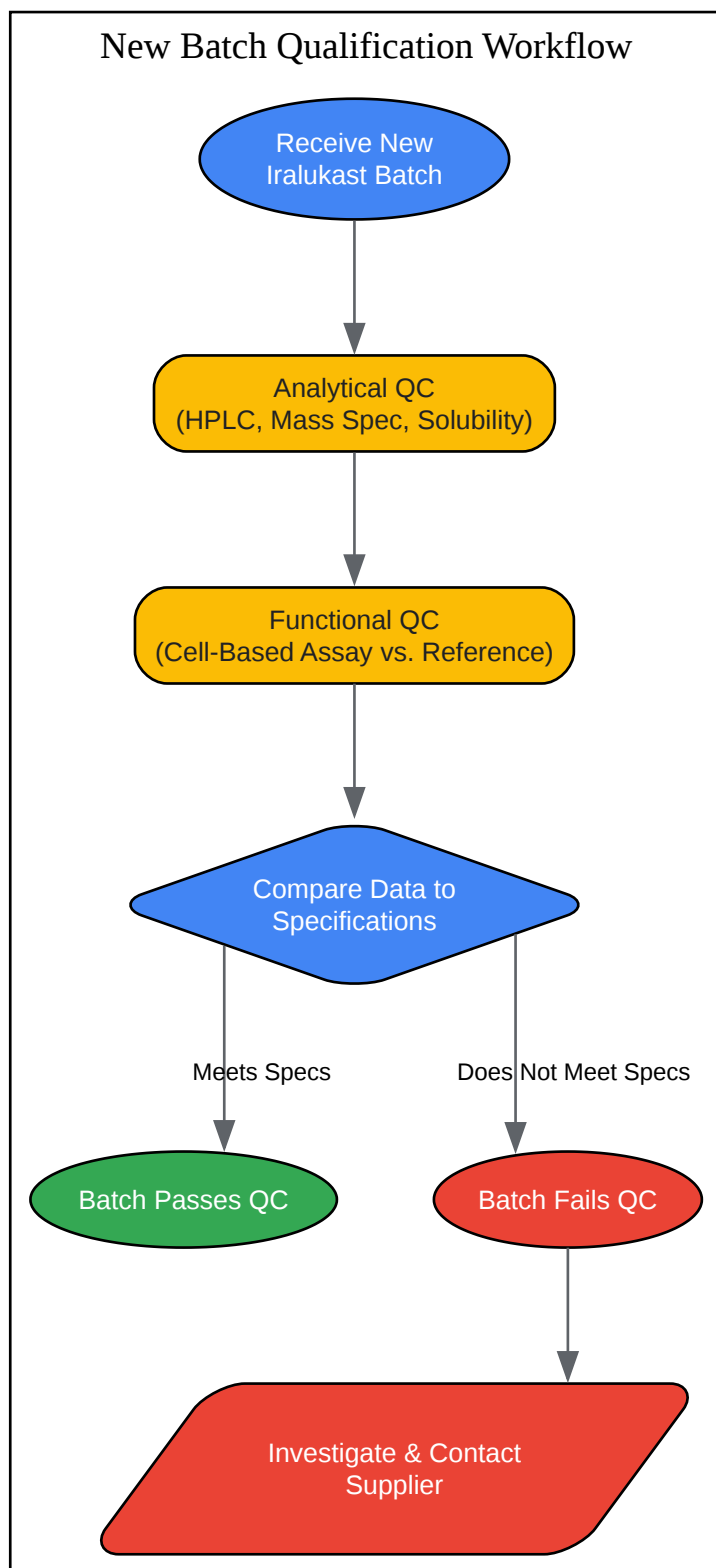 New Batch Qualification Workflow
Receive New
Iralukast Batch
Analytical QC
(HPLC, Mass Spec, Solubility)
Functional QC
(Cell-Based Assay vs. Reference)
Compare Data to
Specifications
Meets Specs
Does Not Meet Specs
Batch Passes QC
Batch Fails QC
Investigate & Contact
Supplier